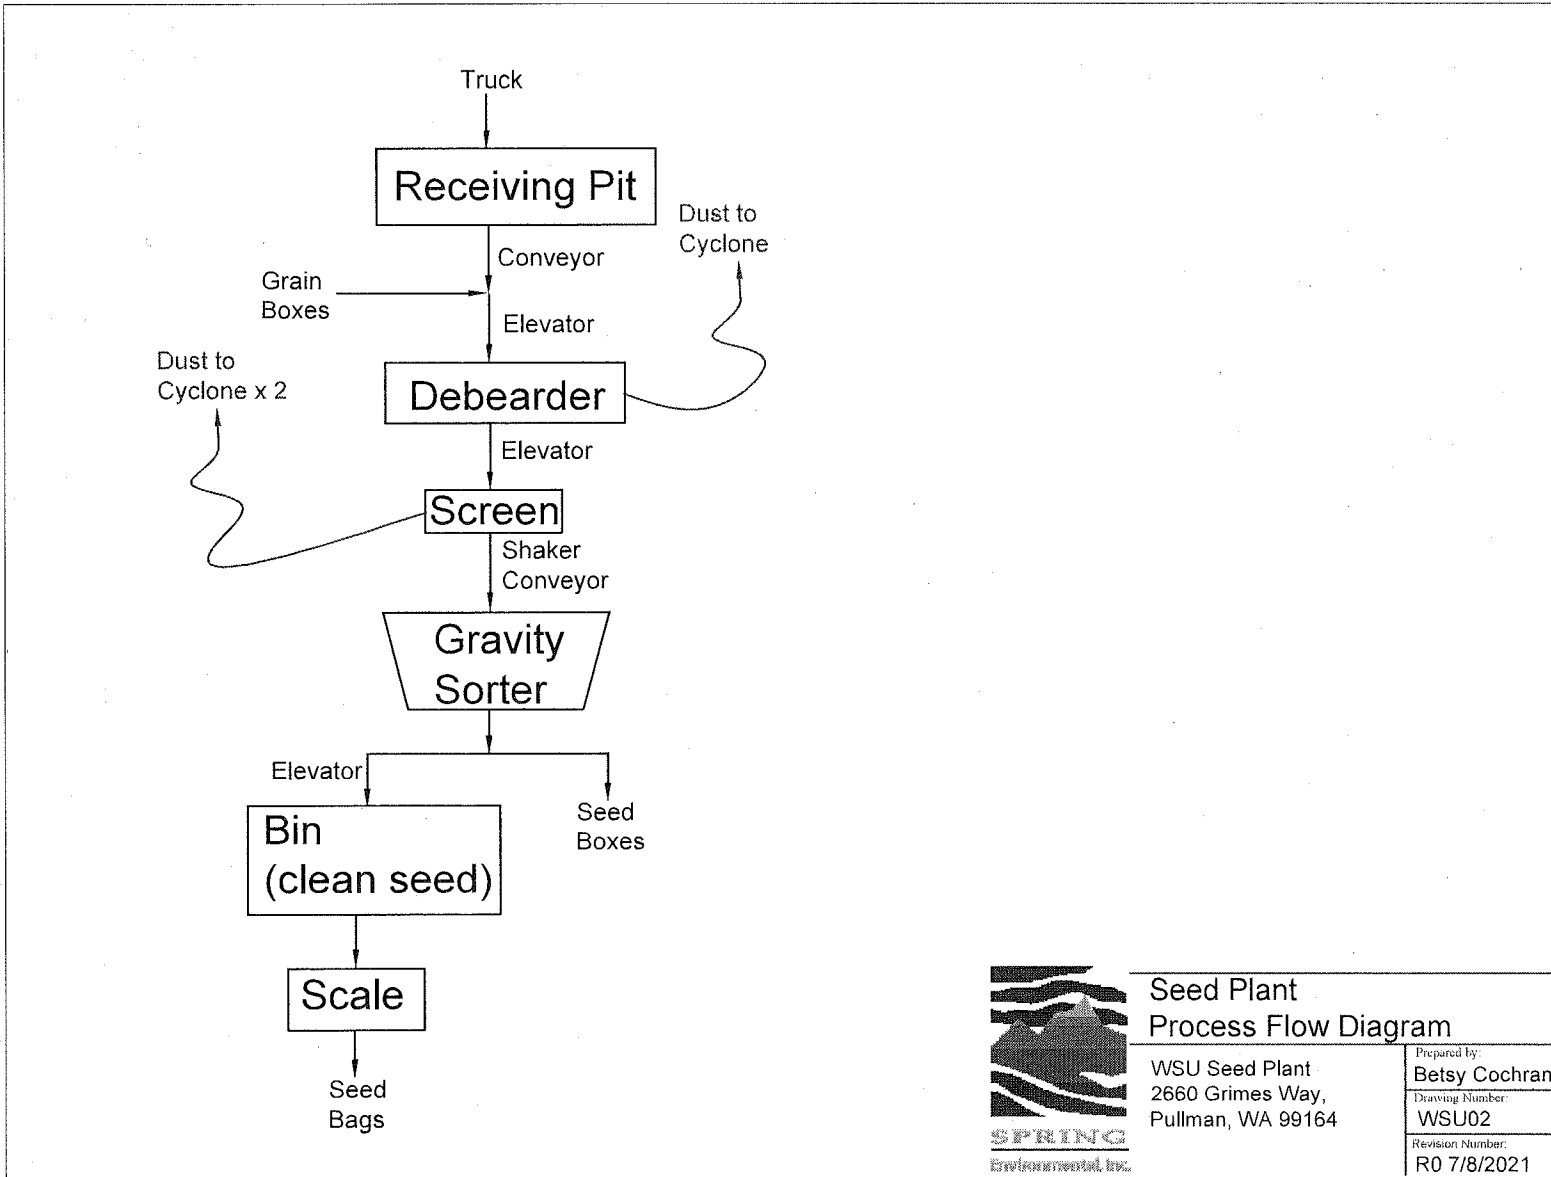 Truck
Receiving Pit
Dust to
Cyclone
Conveyor
Grain
Boxes
Elevator
Dust to
Cyclone x 2
Debearder
Elevator
Screen
Shaker
Conveyor
Gravity
Sorter
Elevator
Seed
Boxes
Bin
(clean seed)
Scale
Seed
Bags
Seed Plant
Process Flow Diagram
WSU Seed Plant
2660 Grimes Way,
Pullman, WA 99164
Prepared by:
Betsy Cochran
Drawing Number:
WSU02
Revision Number:
R0 7/8/2021
SPRING
Environmental, Inc.